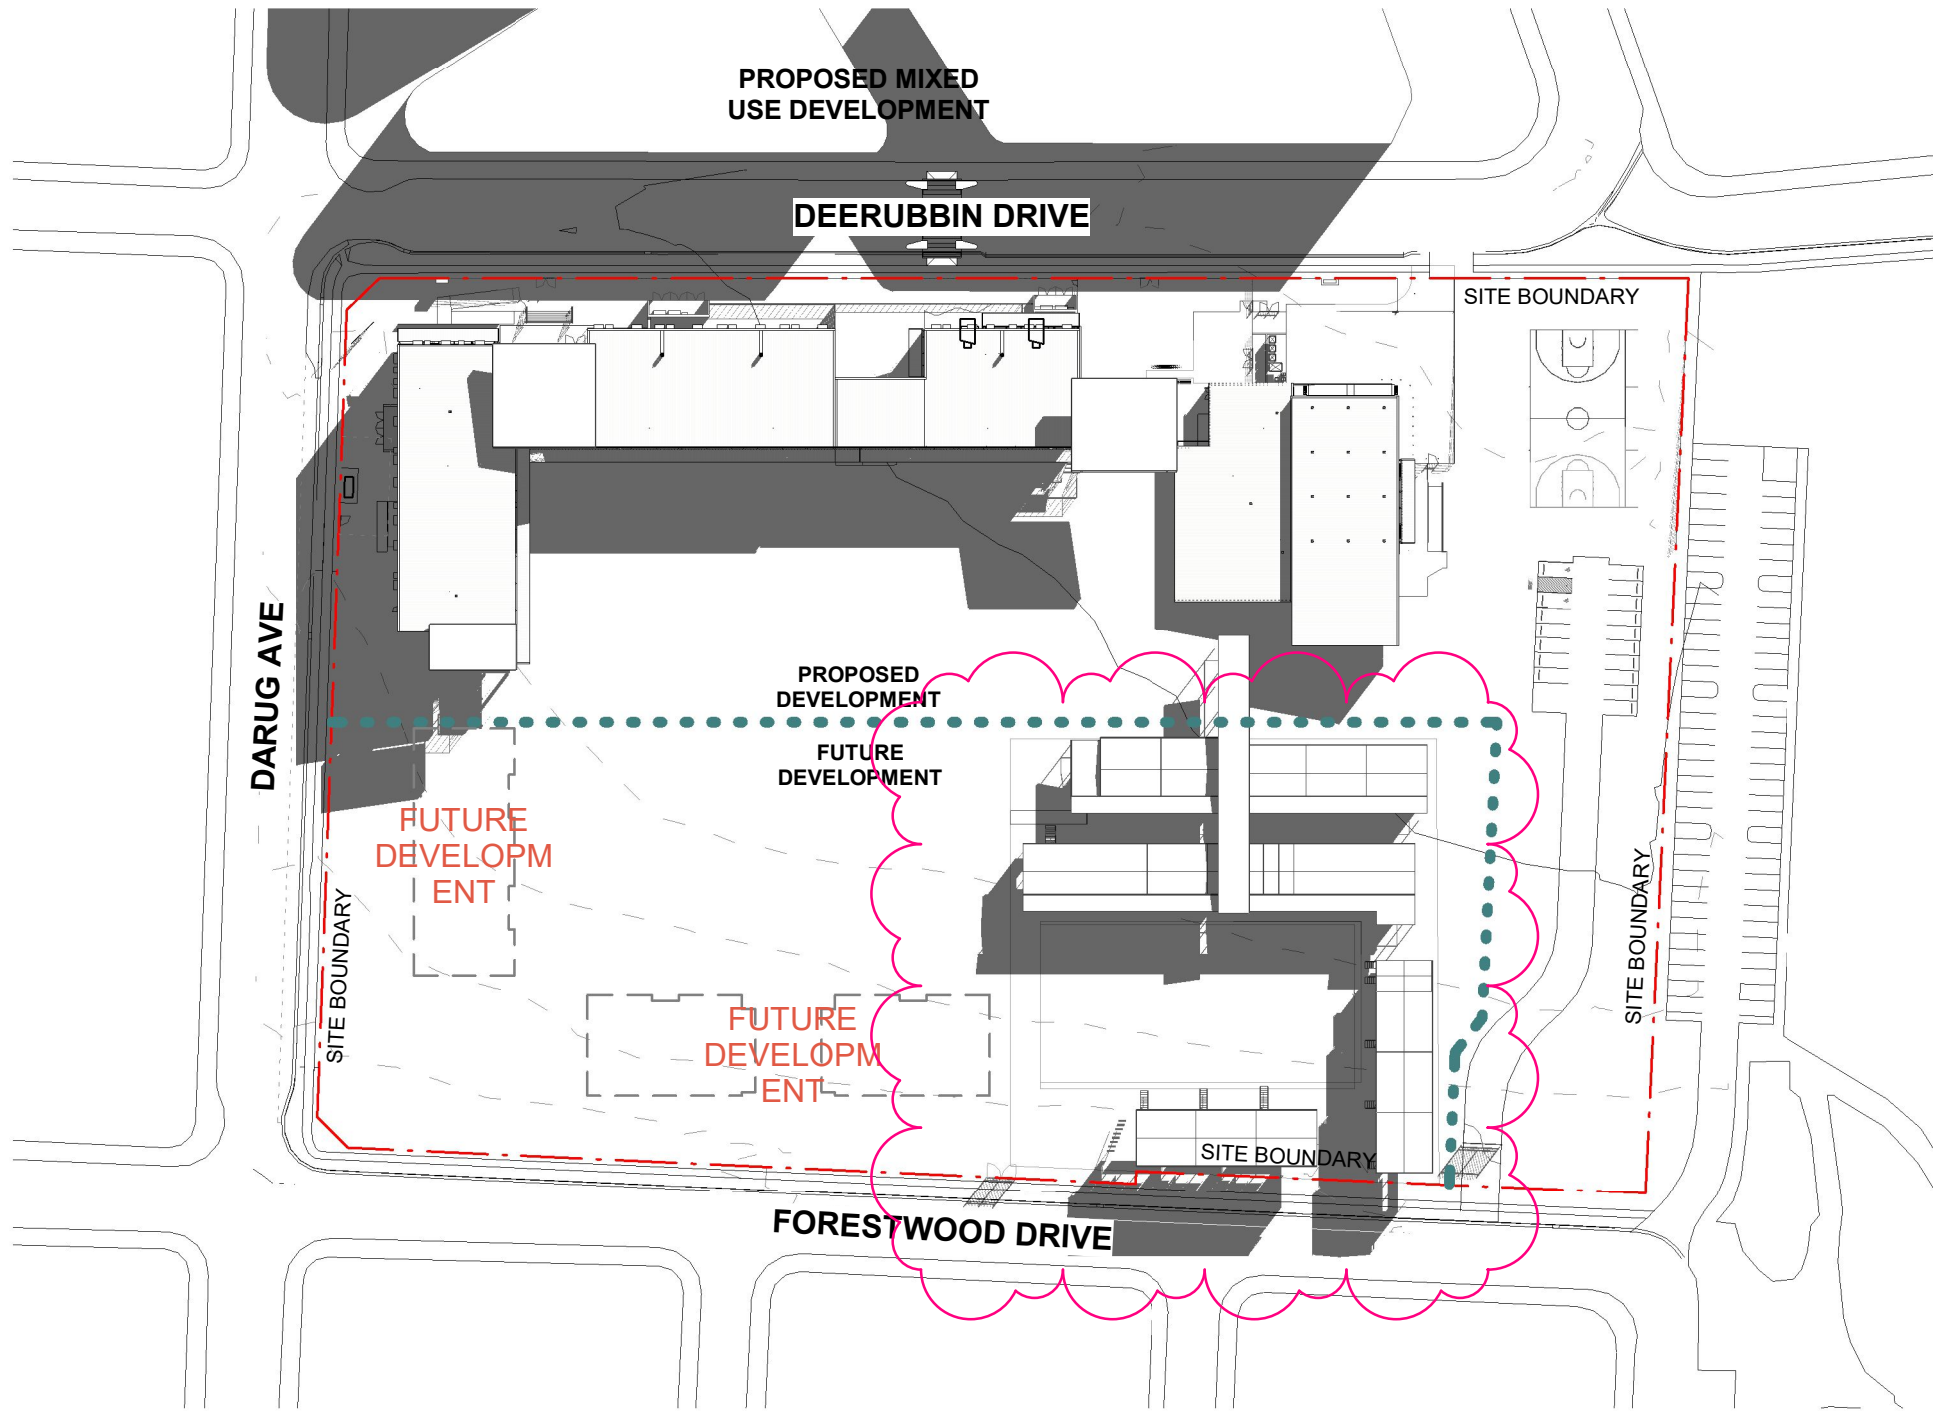 PROPOSED MIXED
USE DEVELOPMENT
DEERUBBIN DRIVE
SITE BOUNDARY
DARUG AVE
PROPOSED
DEVELOPMENT
FUTURE
DEVELOPMENT
FUTURE
DEVELOPM
ENT
SITE BOUNDARY
SITE BOUNDARY
FUTURE
DEVELOPM
ENT
SITE BOUNDARY
FORESTWOOD DRIVE